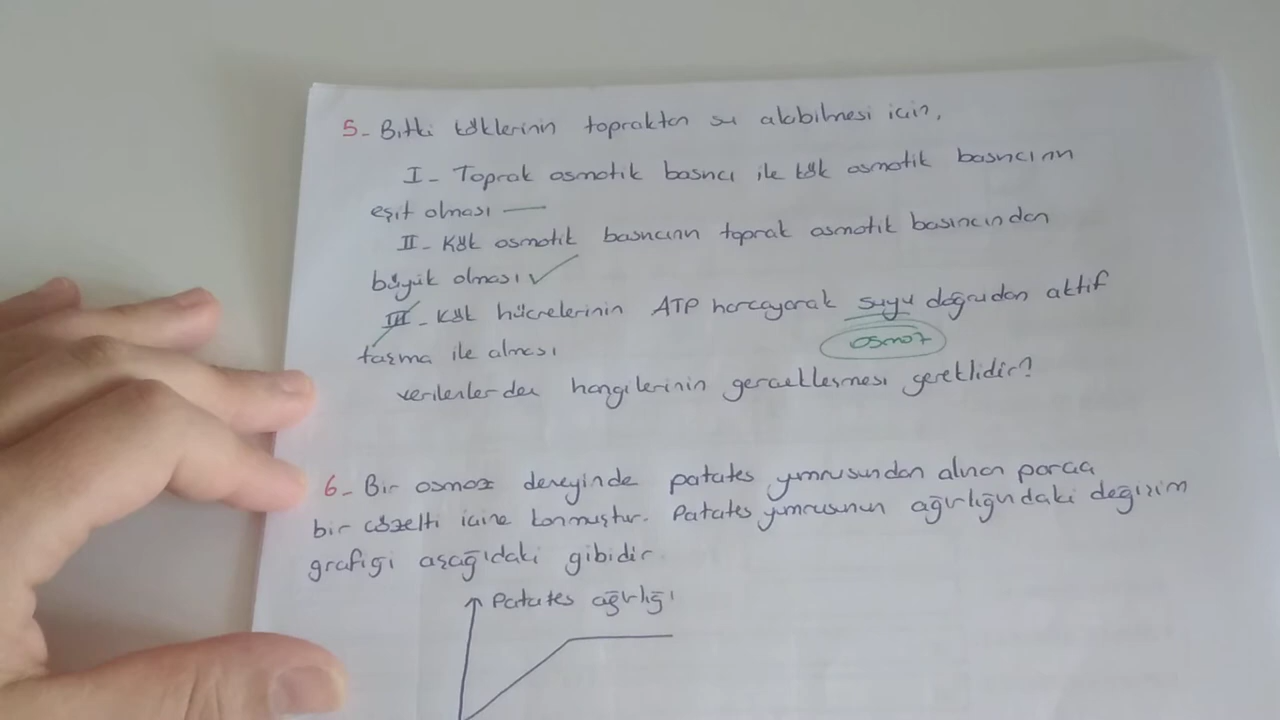 5- Bitki köklerinin topraktan su alabilmesi için,
I- Toprak osmotik basıncı ile kök osmotik basıncının
eşit olması —
II- Kök osmotik basıncının toprak osmotik basıncından
büyük olması ✓
III- Kök hücrelerinin ATP harcayarak suyu doğrudan aktif
taşıma ile alması
osmoz
verilenlerden hangilerinin gerçekleşmesi gereklidir?
6- Bir osmoz deneyinde patates yumrusundan alınan parça
bir çözelti içine konmuştur. Patates yumrusunun ağırlığındaki değişim
grafiği aşağıdaki gibidir.
Patates ağırlığı